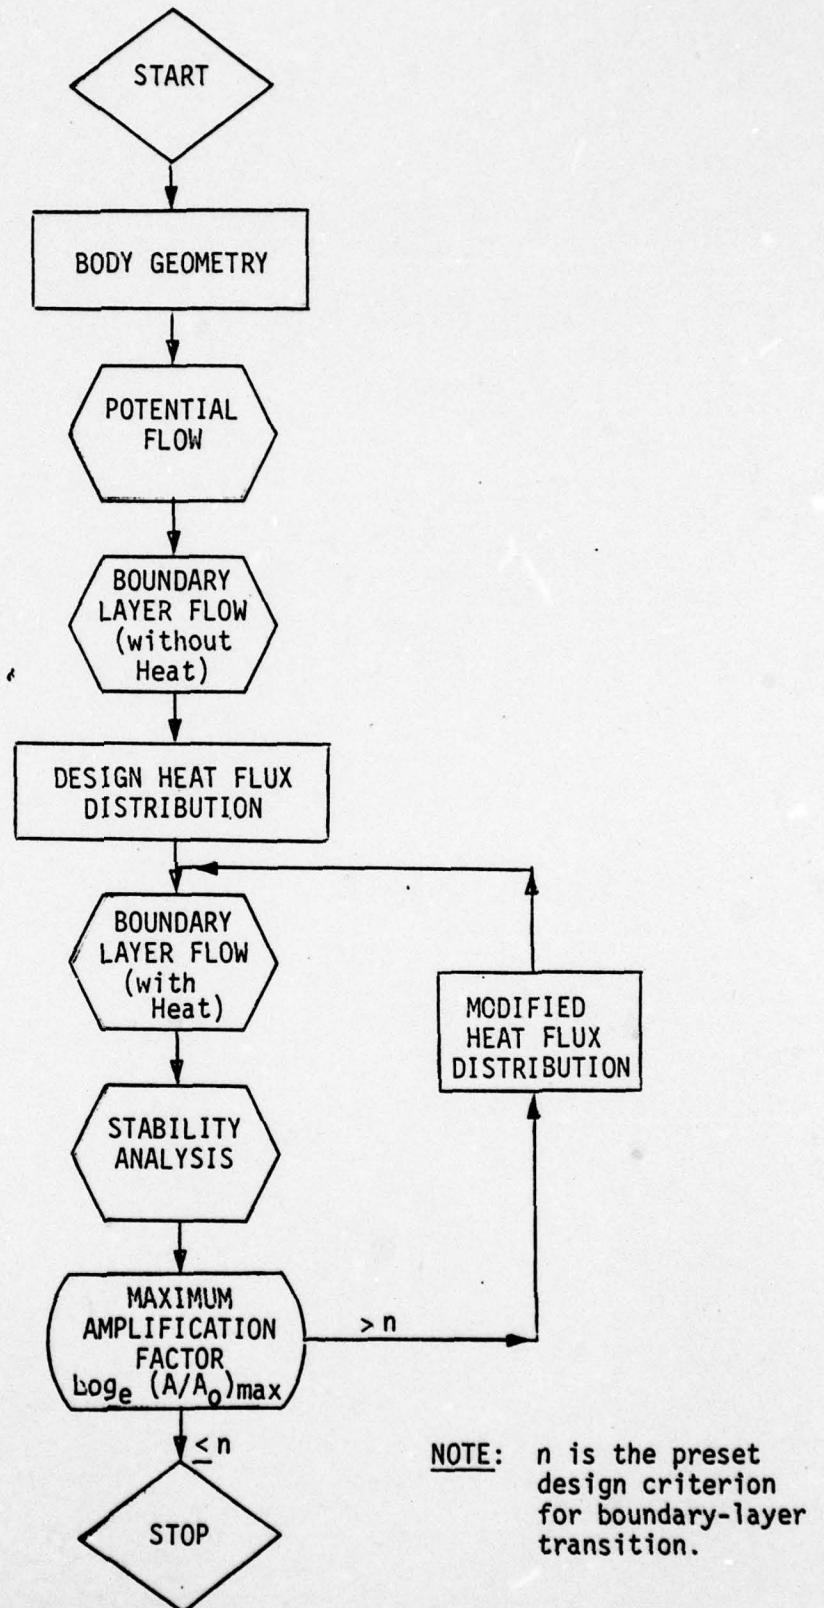 START
BODY GEOMETRY
POTENTIAL
FLOW
BOUNDARY
LAYER FLOW
(without
Heat)
DESIGN HEAT FLUX
DISTRIBUTION
BOUNDARY
LAYER FLOW
(with
Heat)
MODIFIED
HEAT FLUX
DISTRIBUTION
STABILITY
ANALYSIS
MAXIMUM
AMPLIFICATION
FACTOR
Loge (A/Ao)max
> n
≤ n
STOP
NOTE: n is the preset
design criterion
for boundary-layer
transition.